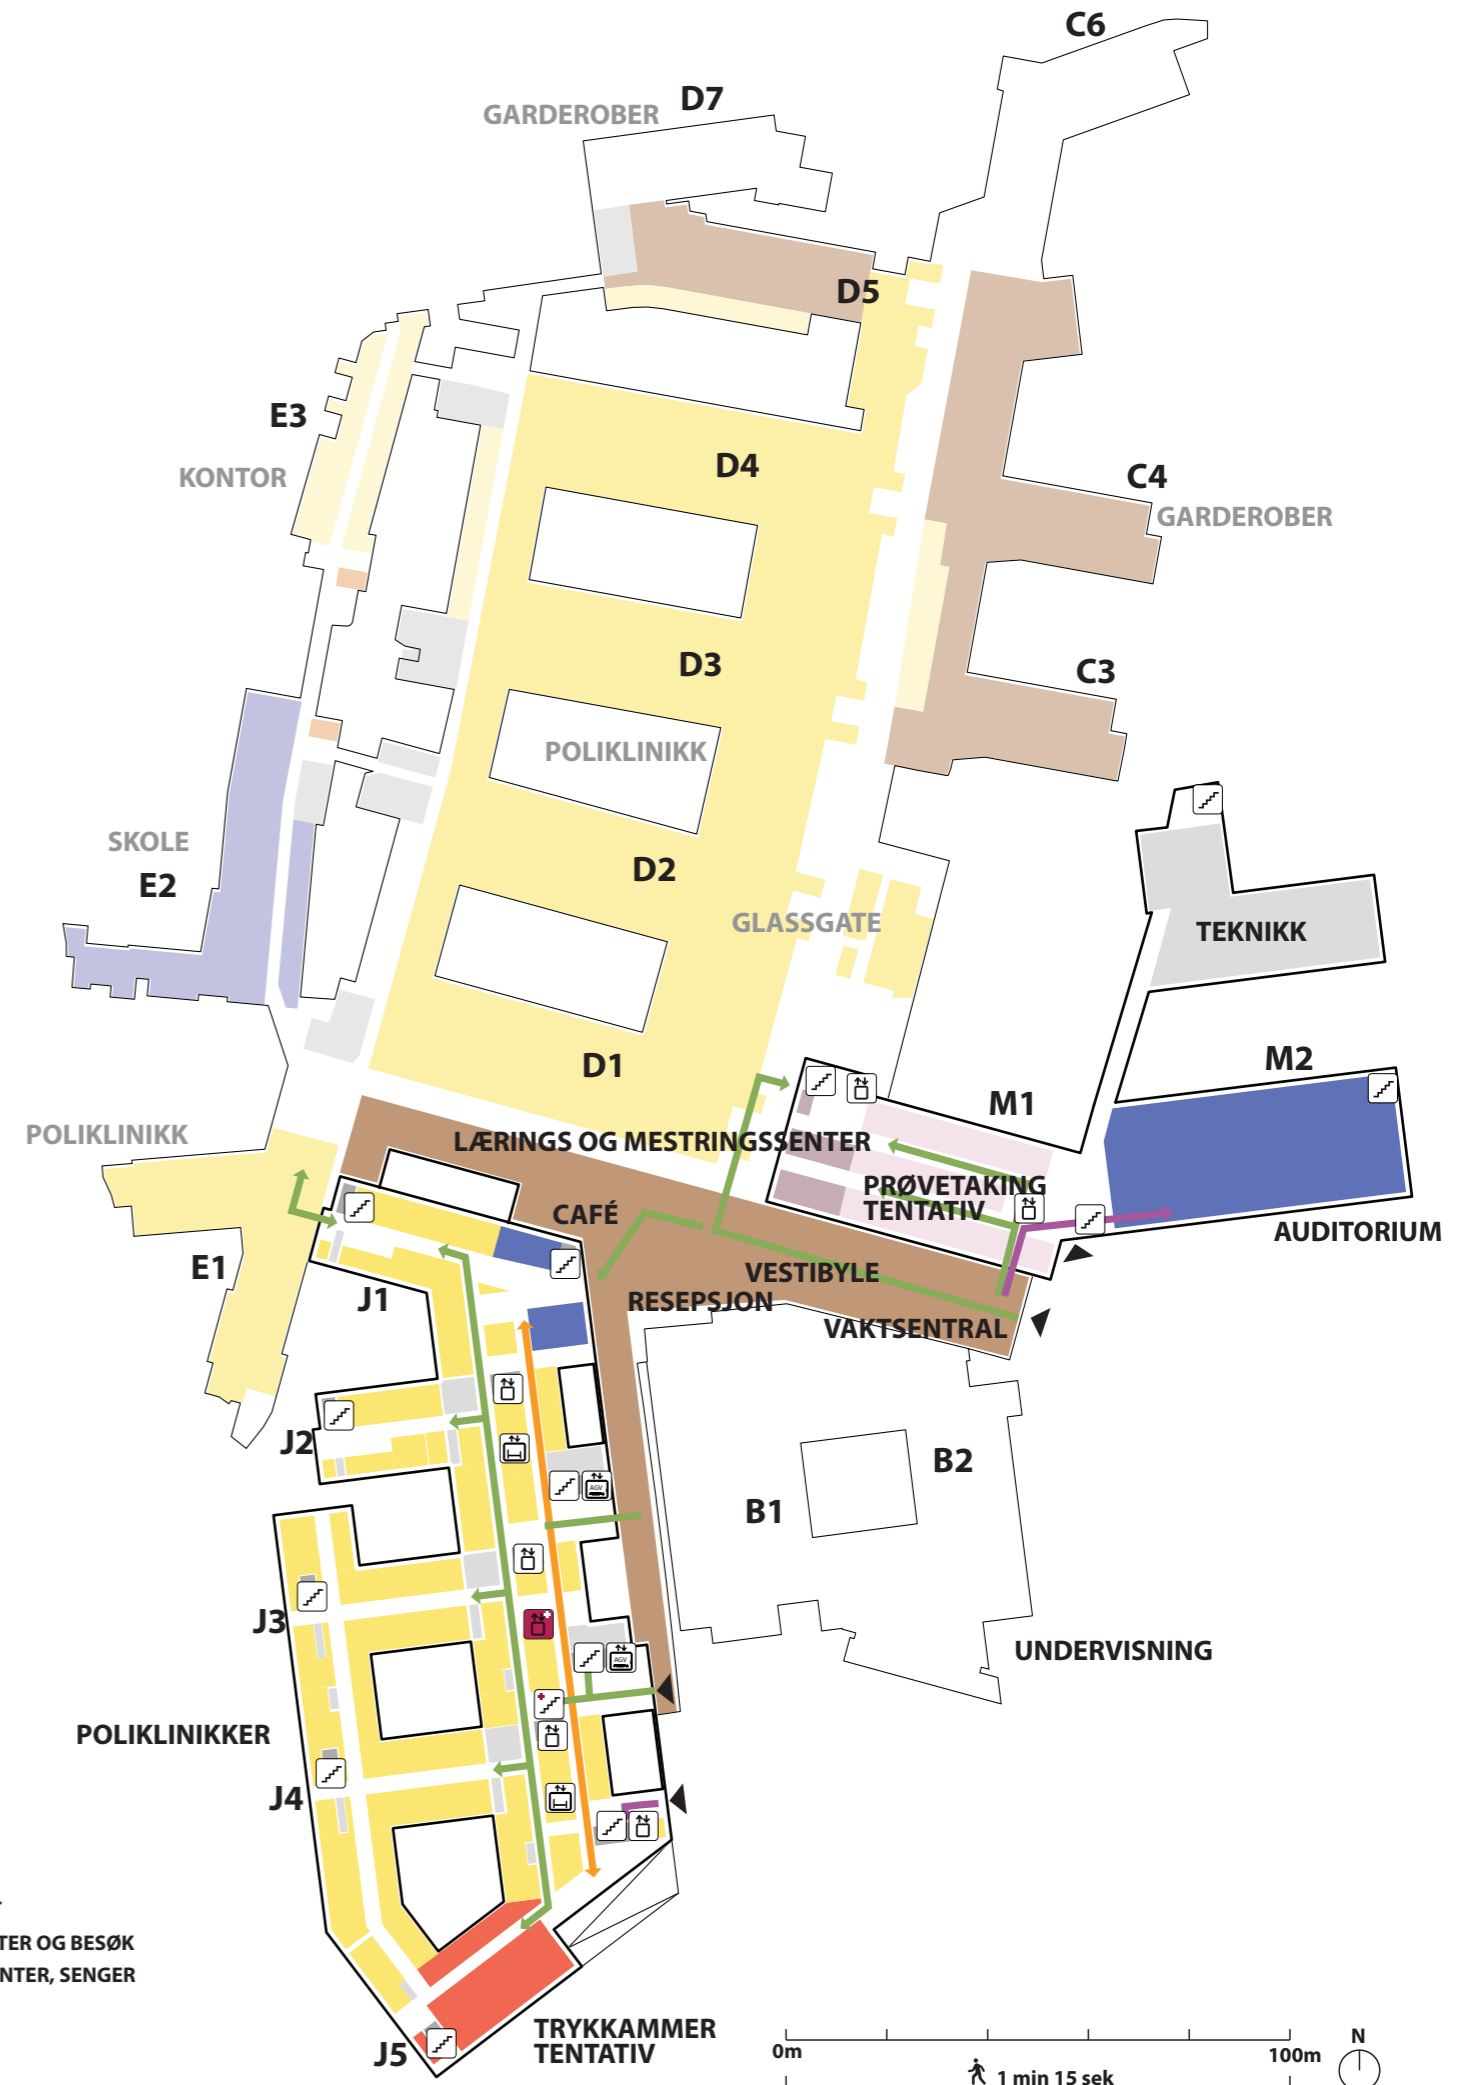 C6
D7
GARDEROBER
D5
E3
KONTOR
D4
C4
GARDEROBER
D3
C3
POLIKLINIKK
SKOLE
E2
D2
GLASSGATE
TEKNIKK
D1
M2
M1
POLIKLINIKK
LÆRINGS OG MESTRINGSSENTER
PRØVETAKING
TENTATIV
CAFÉ
AUDITORIUM
E1
VESTIBYLE
J1
RESEPSJON
VAKTSENTRAL
J2
B2
AGV
B1
J3
UNDERVISNING
AGV
POLIKLINIKKER
J4
TER OG BESØK
NTER, SENGER
TRYKKAMMER
TENTATIV
J5
0m
100m
N
1 min 15 sek